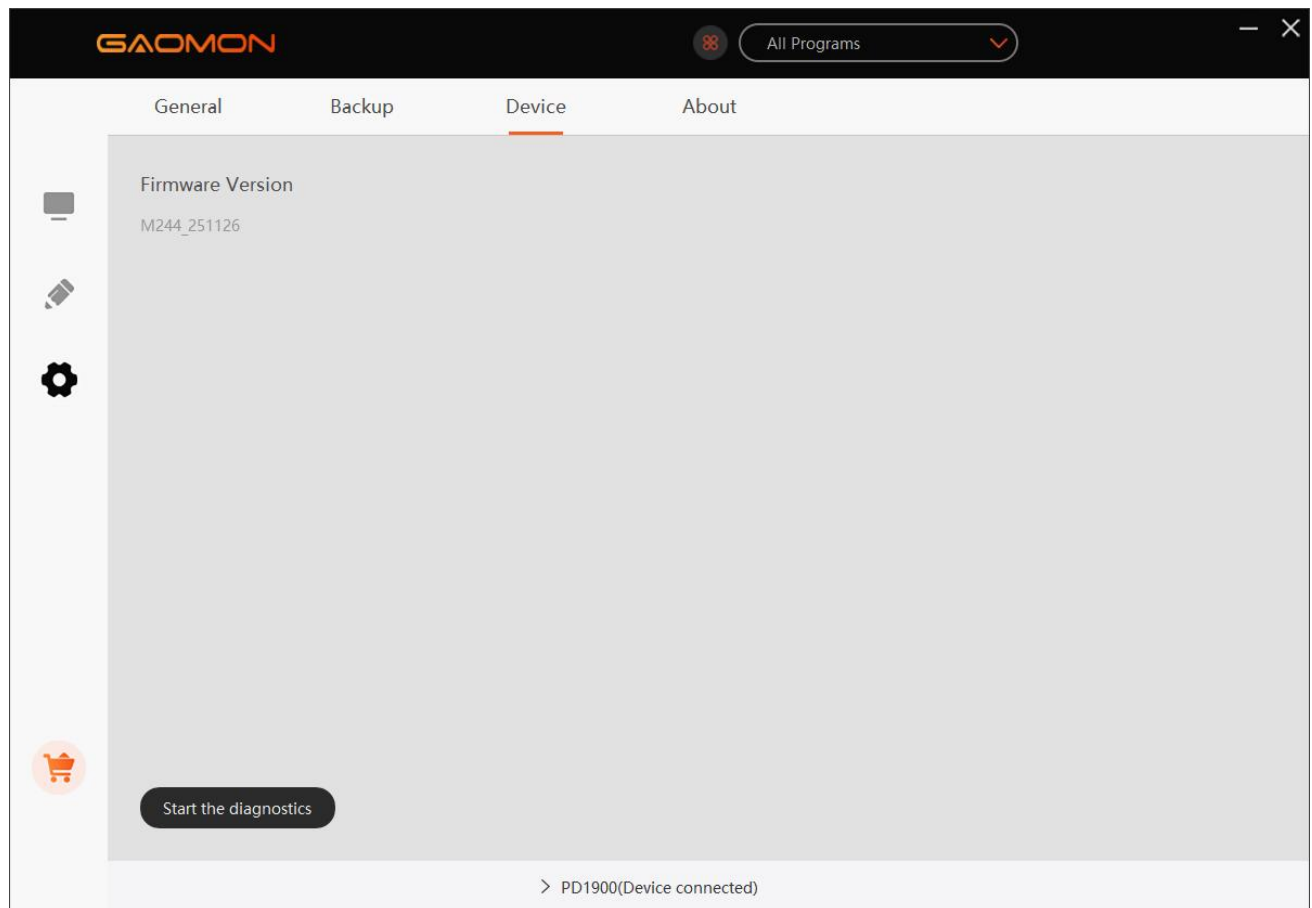 GAOMON
All Programs
General Backup Device About
Firmware Version
M244_251126
Start the diagnostics
PD1900(Device connected)